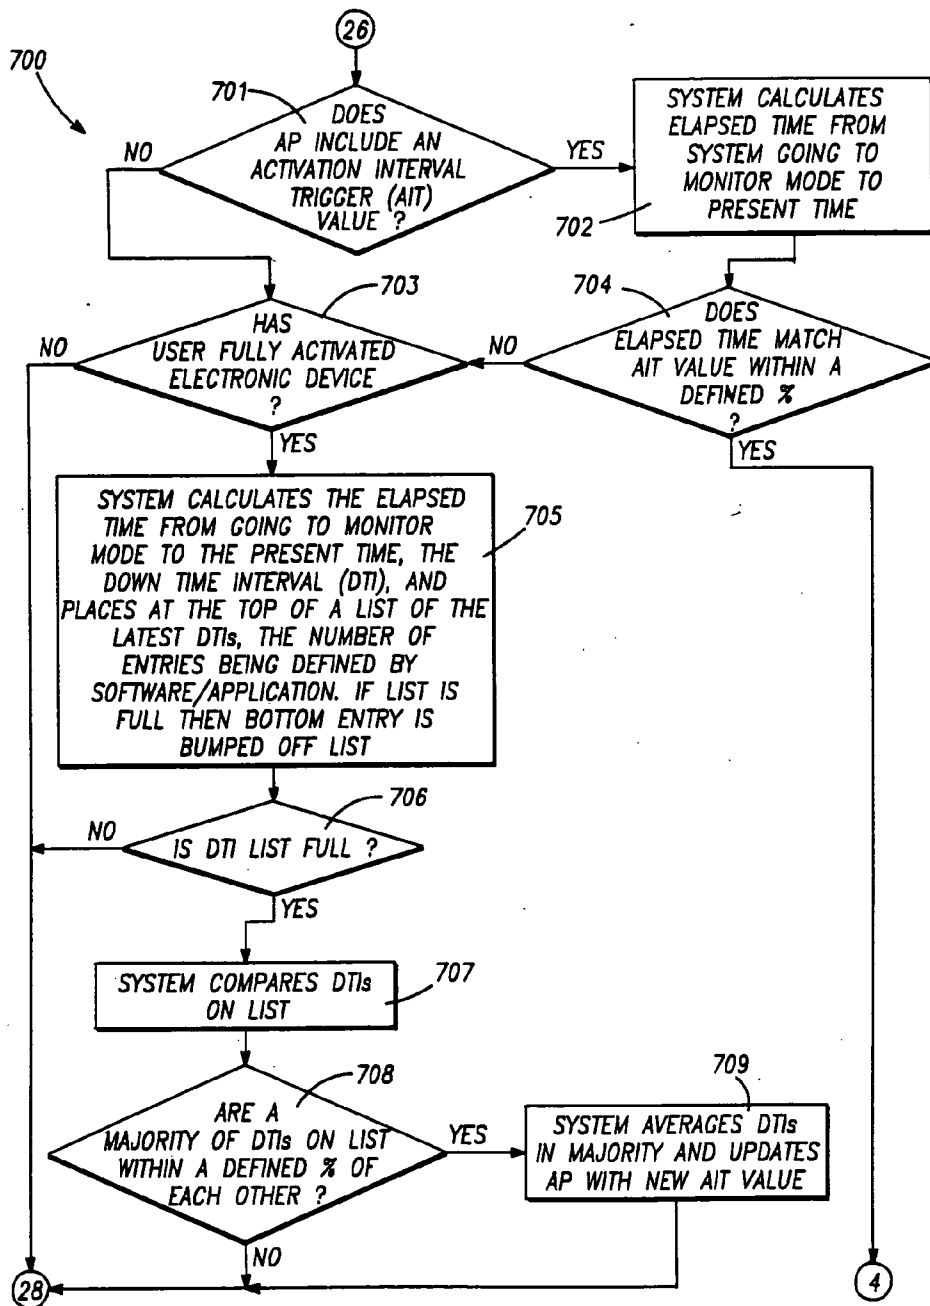 26
700
701
DOES
AP INCLUDE AN
ACTIVATION INTERVAL
TRIGGER (AIT)
VALUE ?
NO
YES
SYSTEM CALCULATES
ELAPSED TIME FROM
SYSTEM GOING TO
MONITOR MODE TO
PRESENT TIME
702
703
HAS
USER FULLY ACTIVATED
ELECTRONIC DEVICE
?
NO
YES
704
DOES
ELAPSED TIME MATCH
AIT VALUE WITHIN A
DEFINED %
?
NO
YES
SYSTEM CALCULATES THE ELAPSED
TIME FROM GOING TO MONITOR
MODE TO THE PRESENT TIME, THE
DOWN TIME INTERVAL (DTI), AND
PLACES AT THE TOP OF A LIST OF THE
LATEST DTIs, THE NUMBER OF
ENTRIES BEING DEFINED BY
SOFTWARE/APPLICATION. IF LIST IS
FULL THEN BOTTOM ENTRY IS
BUMPED OFF LIST
705
706
NO
IS DTI LIST FULL ?
YES
SYSTEM COMPARES DTIs
ON LIST
707
708
ARE A
MAJORITY OF DTIs ON LIST
WITHIN A DEFINED % OF
EACH OTHER ?
YES
NO
709
SYSTEM AVERAGES DTIs
IN MAJORITY AND UPDATES
AP WITH NEW AIT VALUE
28
4